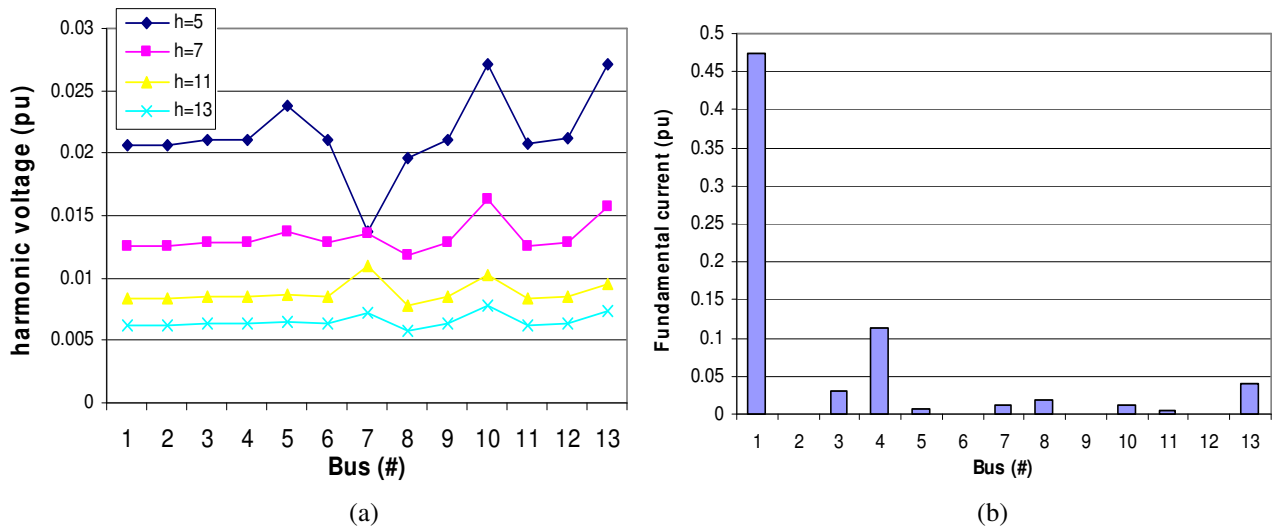 0.03
0.025
0.02
0.015
0.01
0.005
0
harmonic voltage (pu)
h=5
h=7
h=11
h=13
1 2 3 4 5 6 7 8 9 10 11 12 13
Bus (#)
(a)
0.5
0.45
0.4
0.35
0.3
0.25
0.2
0.15
0.1
0.05
0
Fundamental current (pu)
1 2 3 4 5 6 7 8 9 10 11 12 13
Bus (#)
(b)